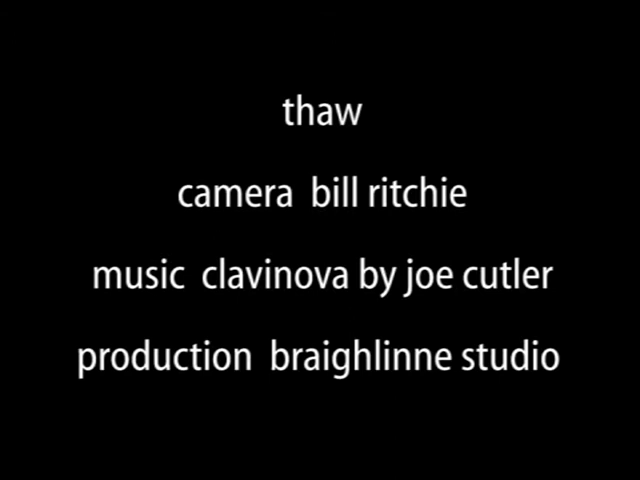 thaw
camera bill ritchie
music clavinova by joe cutler
production braighlinne studio